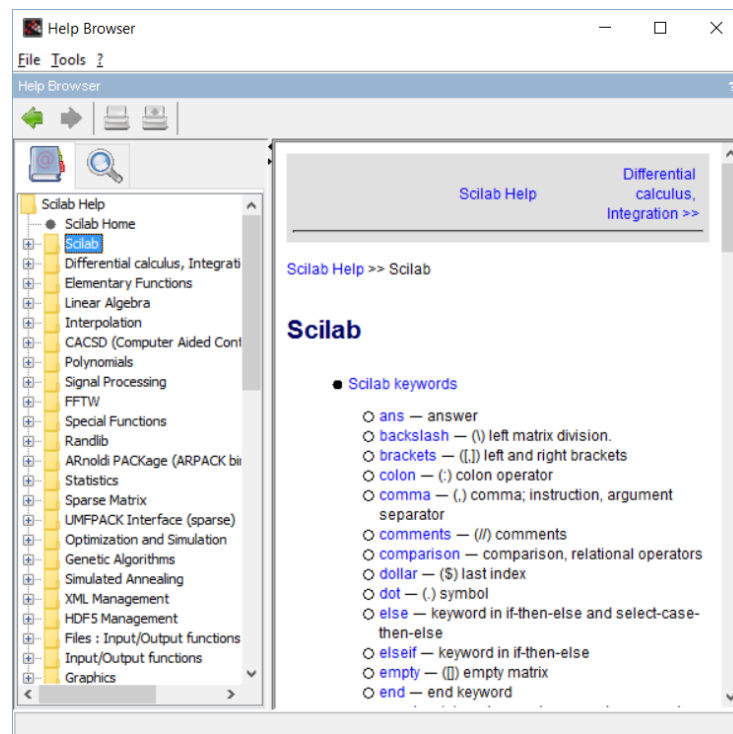 Help Browser
File Tools ?
Help Browser
?
Scilab Help
Scilab Home
Scilab
Differential calculus, Integrati
Elementary Functions
Linear Algebra
Interpolation
CACSD (Computer Aided Cont
Polynomials
Signal Processing
FFTW
Special Functions
Randlib
ARnoldi PACKage (ARPACK bin
Statistics
Sparse Matrix
UMFPACK Interface (sparse)
Optimization and Simulation
Genetic Algorithms
Simulated Annealing
XML Management
HDF5 Management
Files : Input/Output functions
Input/Output functions
Graphics
Scilab Help
Differential
calculus,
Integration >>
Scilab Help >> Scilab
Scilab
Scilab keywords
ans — answer
backslash — (\) left matrix division.
brackets — ([,]) left and right brackets
colon — (:) colon operator
comma — (,) comma; instruction, argument
separator
comments — (//) comments
comparison — comparison, relational operators
dollar — ($) last index
dot — (.) symbol
else — keyword in if-then-else and select-case-
then-else
elseif — keyword in if-then-else
empty — ([]) empty matrix
end — end keyword